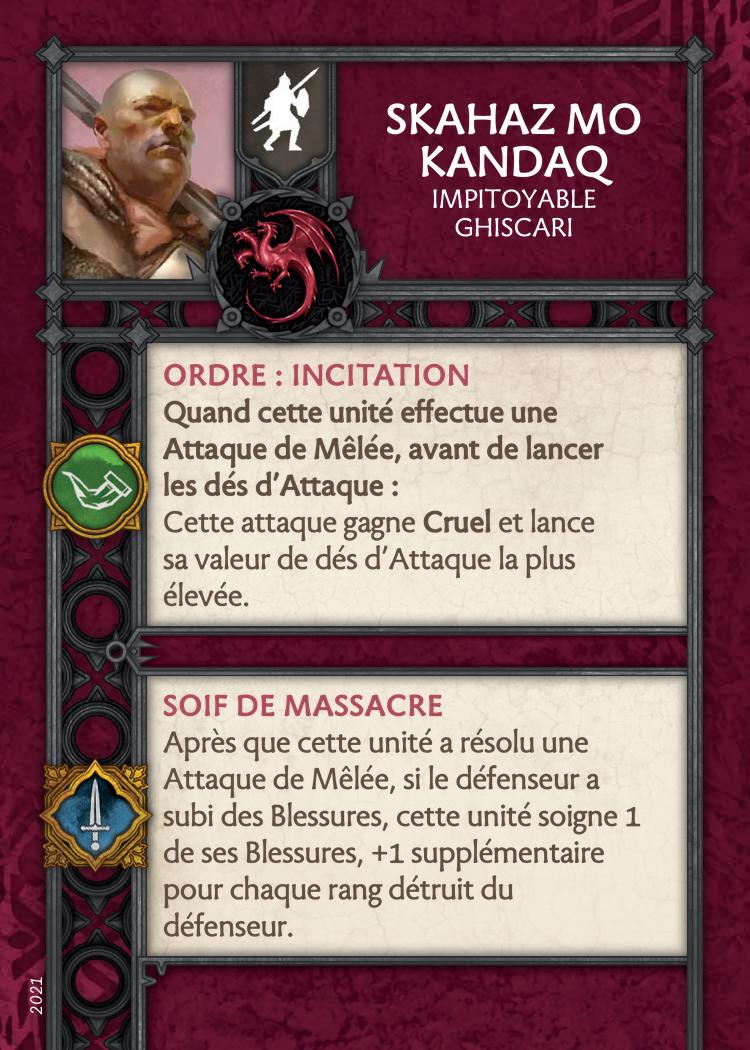 SKAHAZ MO
KANDAQ
IMPITOYABLE
GHISCARI
ORDRE : INCITATION
Quand cette unité effectue une
Attaque de Mêlée, avant de lancer
les dés d'Attaque :
Cette attaque gagne Cruel et lance
sa valeur de dés d'Attaque la plus
élevée.
SOIF DE MASSACRE
Après que cette unité a résolu une
Attaque de Mêlée, si le défenseur a
subi des Blessures, cette unité soigne 1
de ses Blessures, +1 supplémentaire
pour chaque rang détruit du
défenseur.
2021